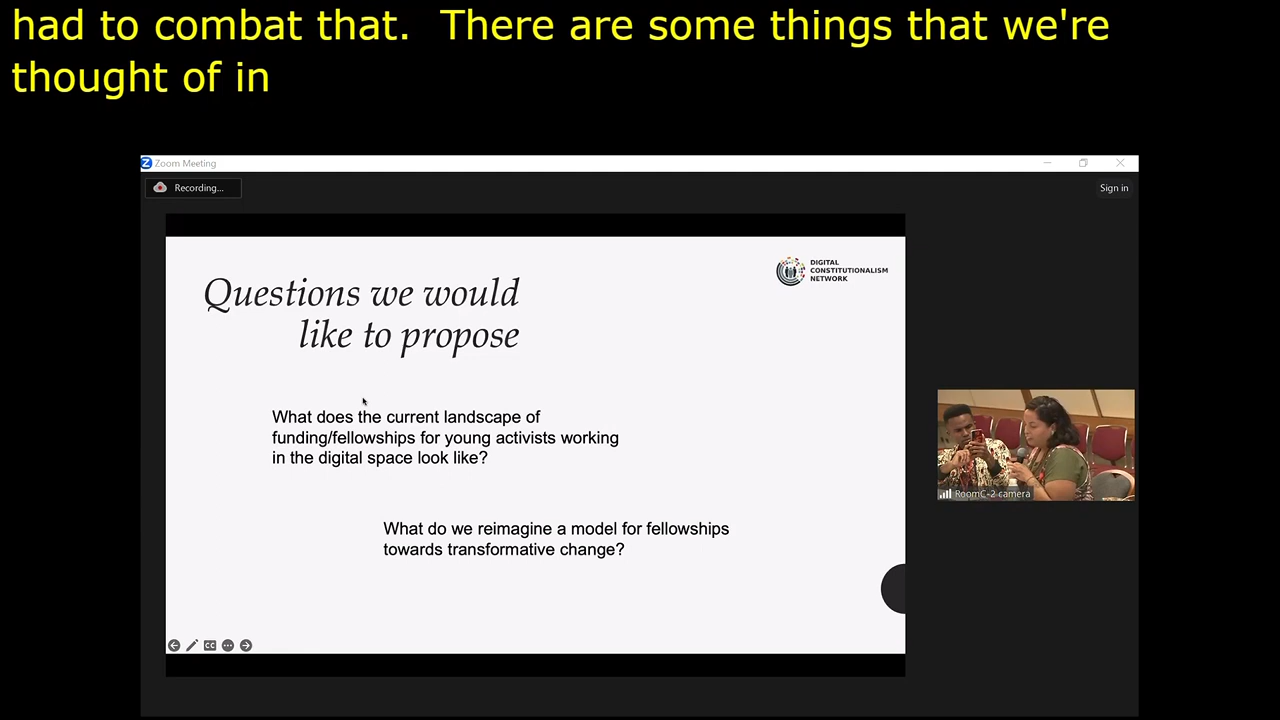 had to combat that.  There are some things that we're
thought of in
Zoom Meeting
Recording...
Sign in
DIGITAL
CONSTITUTIONALISM
NETWORK
Questions we would
like to propose
What does the current landscape of
funding/fellowships for young activists working
in the digital space look like?
What do we reimagine a model for fellowships
towards transformative change?
RoomC-2 camera
CC